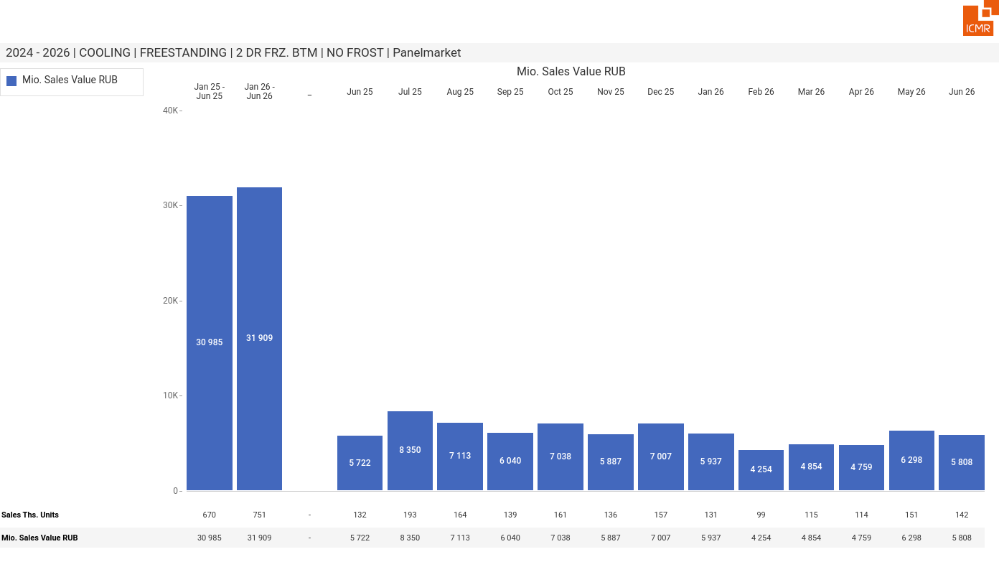 ICMR
2024 - 2026 | COOLING | FREESTANDING | 2 DR FRZ. BTM | NO FROST | Panelmarket
Mio. Sales Value RUB
Mio. Sales Value RUB
Jan 25 - Jun 25 Jan 26 - Jun 26 – Jun 25 Jul 25 Aug 25 Sep 25 Oct 25 Nov 25 Dec 25 Jan 26 Feb 26 Mar 26 Apr 26 May 26 Jun 26
40K
30K
20K
10K
0
30 985 31 909 5 722 8 350 7 113 6 040 7 038 5 887 7 007 5 937 4 254 4 854 4 759 6 298 5 808
Sales Ths. Units 670 751 - 132 193 164 139 161 136 157 131 99 115 114 151 142
Mio. Sales Value RUB 30 985 31 909 - 5 722 8 350 7 113 6 040 7 038 5 887 7 007 5 937 4 254 4 854 4 759 6 298 5 808